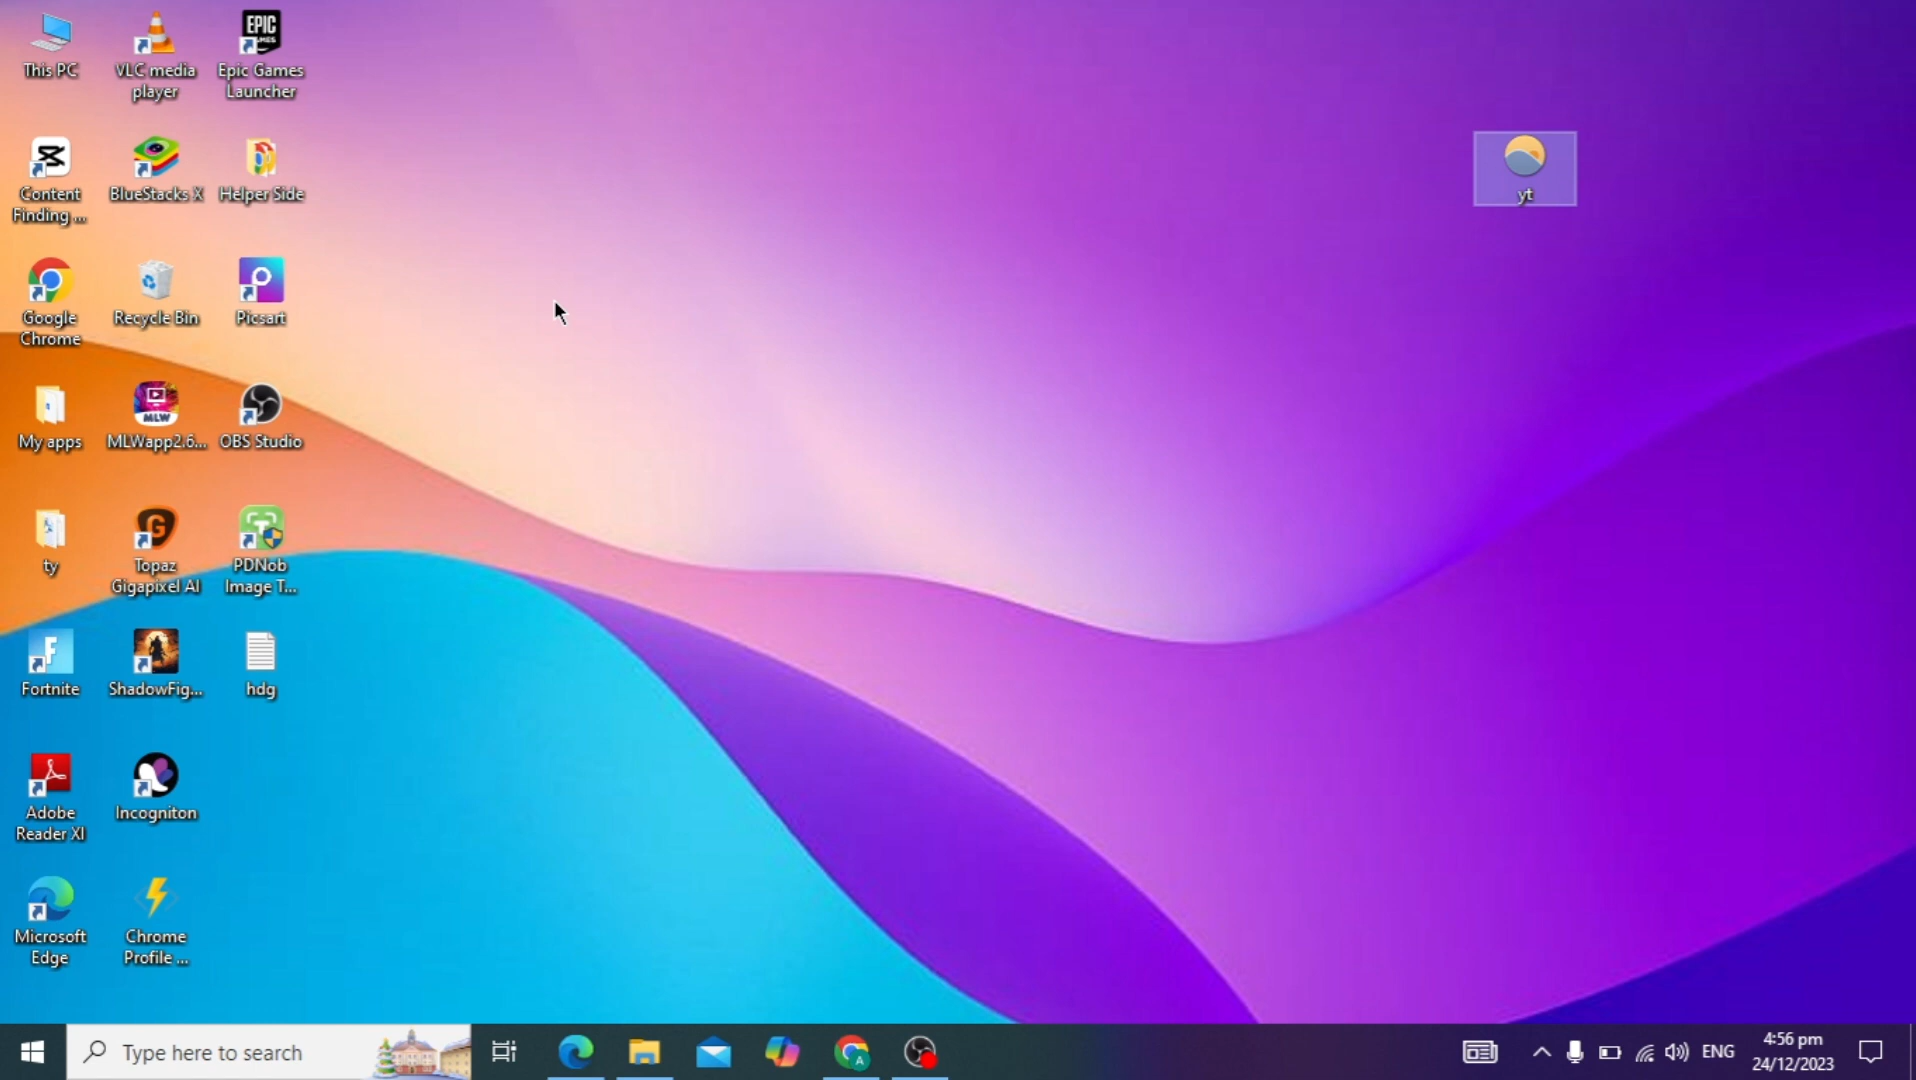 This PC
VLC media
player
EPIC
GAMES
Epic Games
Launcher
Content
Finding ...
BlueStacks X
Helper Side
Google
Chrome
Recycle Bin
Picsart
My apps
MLW
MLWapp2.6...
OBS Studio
ty
Topaz
Gigapixel AI
PDNob
Image T...
Fortnite
ShadowFig...
hdg
Adobe
Reader XI
Incogniton
Microsoft
Edge
Chrome
Profile ...
yt
Type here to search
A
ENG
4:56 pm
24/12/2023